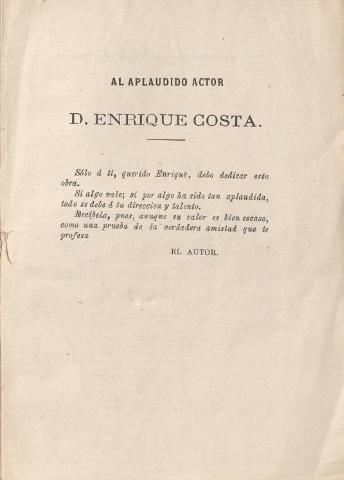 AL APLAUDIDO ACTOR
D. ENRIQUE COSTA.
Sólo á tí, querido Enrique, debo dedicar esta
obra.
Si algo vale; si por algo ha sido tan aplaudida,
todo se debe á tu direccion y talento.
Recíbela, pues, aunque su valor es bien escaso,
como una prueba de la verdadera amistad que te
profesa
EL AUTOR.